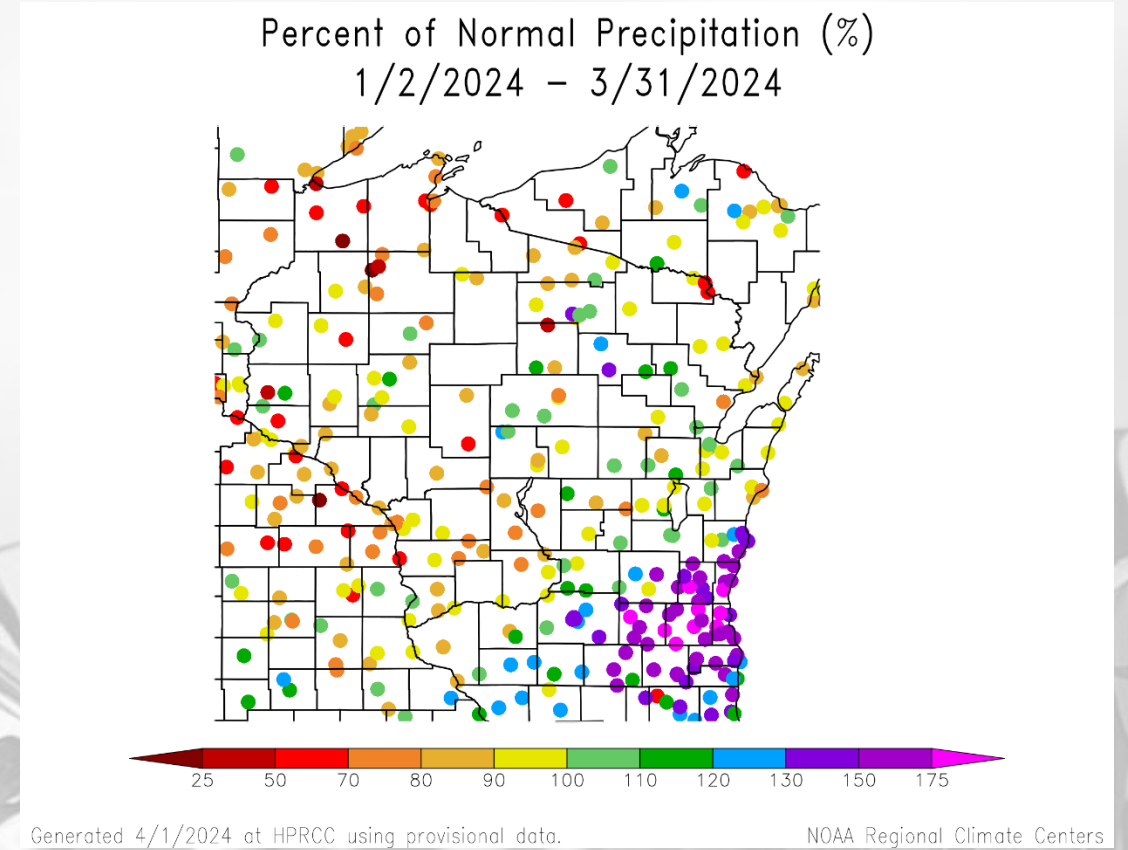 Percent of Normal Precipitation (%)
1/2/2024 – 3/31/2024
25 50 70 80 90 100 110 120 130 150 175
Generated 4/1/2024 at HPRCC using provisional data.
NOAA Regional Climate Centers